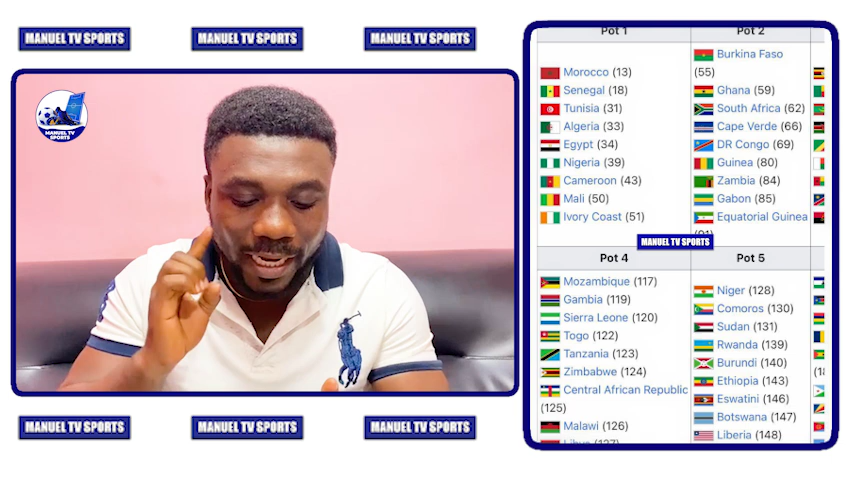 MANUEL TV SPORTS
MANUEL TV SPORTS
MANUEL TV SPORTS
MANUEL TV
SPORTS
Pot 1
Morocco (13)
Senegal (18)
Tunisia (31)
Algeria (33)
Egypt (34)
Nigeria (39)
Cameroon (43)
Mali (50)
Ivory Coast (51)
Pot 2
Burkina Faso
(55)
Ghana (59)
South Africa (62)
Cape Verde (66)
DR Congo (69)
Guinea (80)
Zambia (84)
Gabon (85)
Equatorial Guinea
(91)
MANUEL TV SPORTS
Pot 4
Mozambique (117)
Gambia (119)
Sierra Leone (120)
Togo (122)
Tanzania (123)
Zimbabwe (124)
Central African Republic
(125)
Malawi (126)
Libya (127)
Pot 5
Niger (128)
Comoros (130)
Sudan (131)
Rwanda (139)
Burundi (140)
Ethiopia (143)
Eswatini (146)
Botswana (147)
Liberia (148)
MANUEL TV SPORTS
MANUEL TV SPORTS
MANUEL TV SPORTS